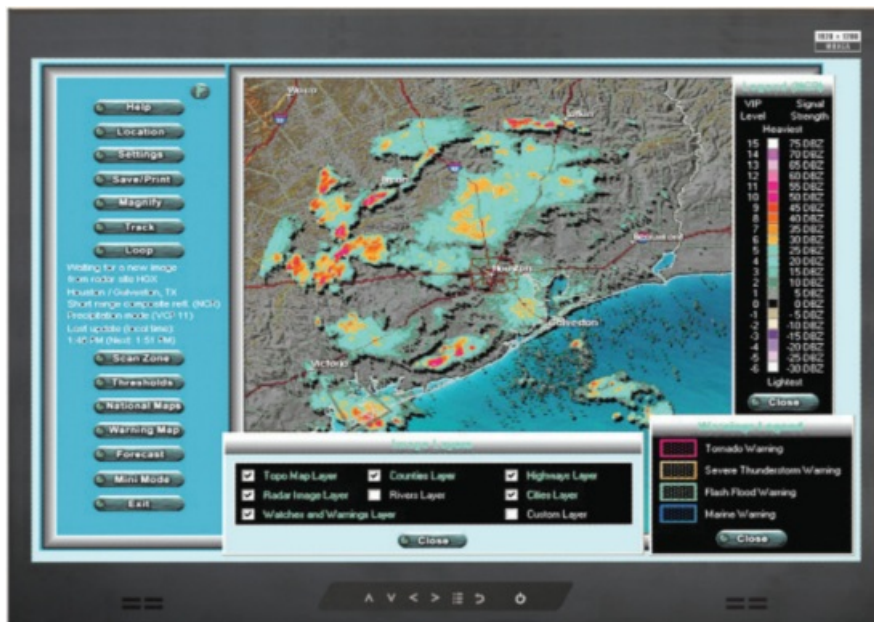 Help
Location
Settings
Save/Print
Magnify
Track
Loop
Waiting for a new image
from radar site HGX
Houston / Galveston, TX
Short range composite refl.
Precipitation mode (VCP 11)
Last update (local time):
1:46 PM (Next: 1:51 PM)
Scan Zone
Thresholds
National Maps
Warning Map
Forecast
Mini Mode
Exit
Waco
Lufkin
Houston
Galveston
Victoria
VIP Signal
Level Strength
Heaviest
15 75 DBZ
14 70 DBZ
13 65 DBZ
12 60 DBZ
11 55 DBZ
10 50 DBZ
9 45 DBZ
8 40 DBZ
7 35 DBZ
6 30 DBZ
5 25 DBZ
4 20 DBZ
3 15 DBZ
2 10 DBZ
1 5 DBZ
0 0 DBZ
-1 -5 DBZ
-2 -10 DBZ
-3 -15 DBZ
-4 -20 DBZ
-5 -25 DBZ
-6 -30 DBZ
Lightest
Close
Image Layers
Topo Map Layer Counties Layer Highways Layer
Radar Image Layer Rivers Layer Cities Layer
Watches and Warnings Layer Custom Layer
Close
Warnings Legend
Tornado Warning
Severe Thunderstorm Warning
Flash Flood Warning
Marine Warning
Close